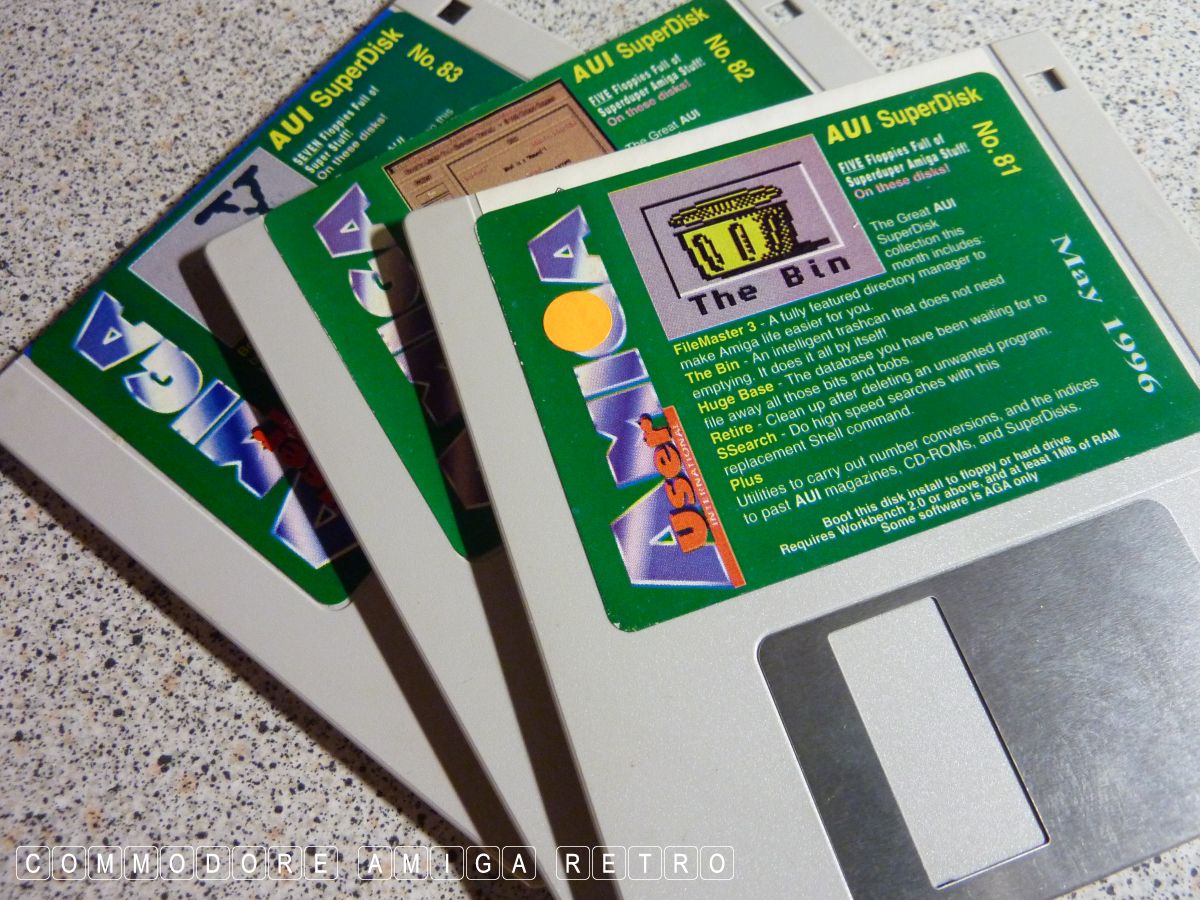 AUI SuperDisk
No. 83
SEVEN Floppies Full of
Super Stuff!
On these disks!
AMIGA
AUI SuperDisk
No. 82
FIVE Floppies Full of
Superduper Amiga Stuff!
On these disks!
The Great AUI
AMIGA
AUI SuperDisk
No. 81
FIVE Floppies Full of
Superduper Amiga Stuff!
On these disks!
May 1996
The Bin
AMIGA
User
INTERNATIONAL
The Great AUI
SuperDisk
collection this
month includes:
FileMaster 3 - A fully featured directory manager to
make Amiga life easier for you.
The Bin - An inteligent trashcan that does not need
emptying. It does it all by itself!
Huge Base - The database you have been waiting for to
file away all those bits and bobs.
Retire - Clean up after deleting an unwanted program.
SSearch - Do high speed searches with this
replacement Shell command.
Plus
Utilities to carry out number conversions, and the indices
to past AUI magazines, CD-ROMs, and SuperDisks.
Boot this disk install to floppy or hard drive
Requires Workbench 2.0 or above, and at least 1Mb of RAM
Some software is AGA only
COMMODORE AMIGA RETRO